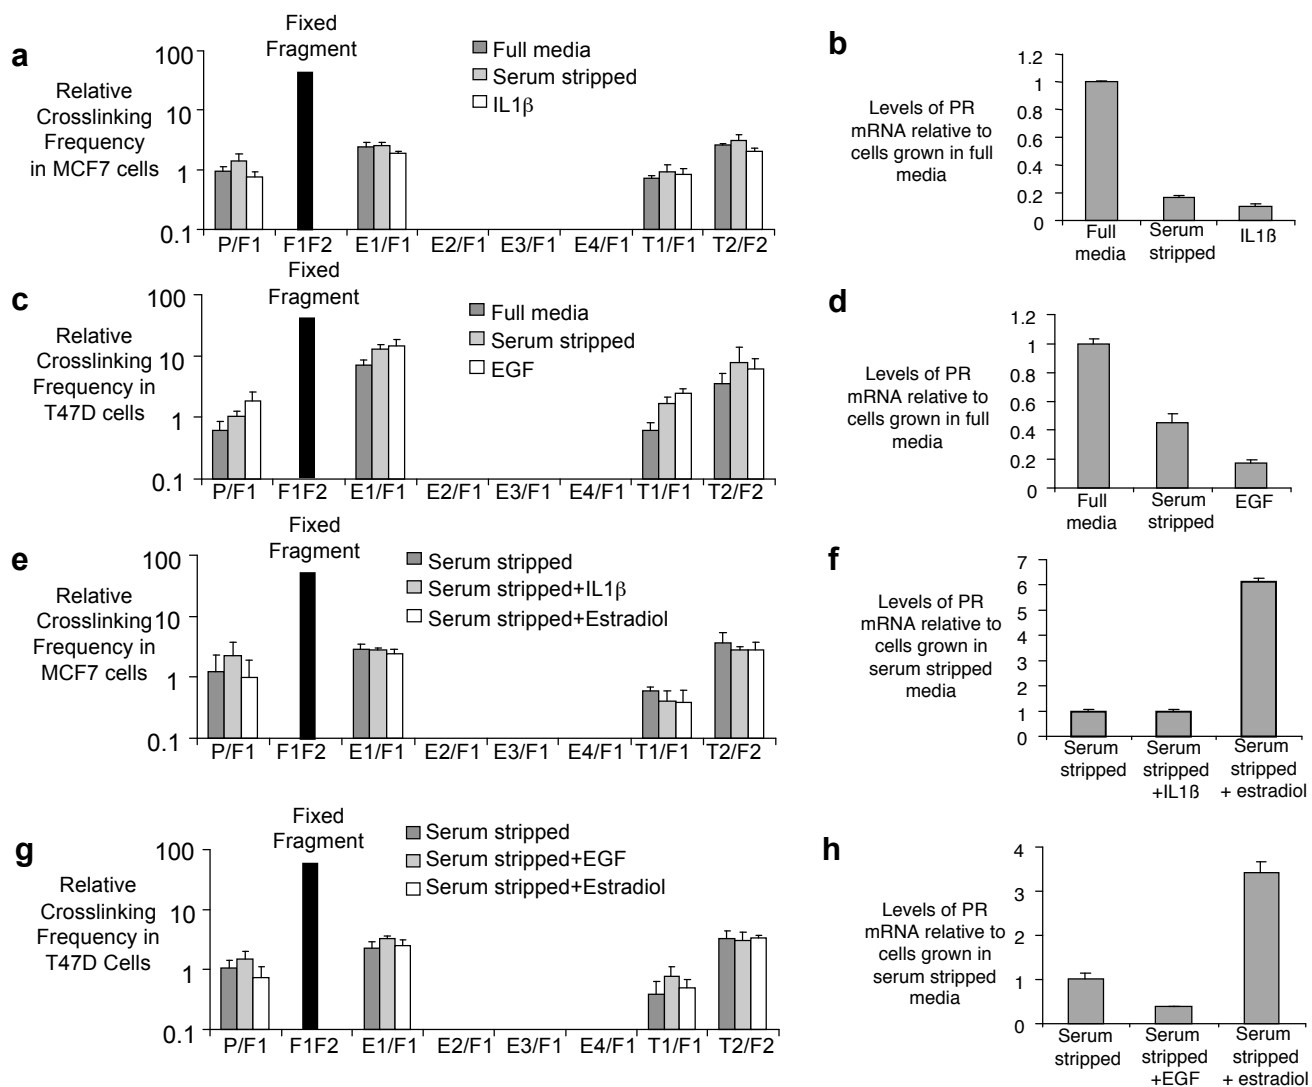 a
Relative
Crosslinking
Frequency
in MCF7 cells
100
10
1
0.1
Fixed
Fragment
Full media
Serum stripped
IL1β
P/F1 F1F2 E1/F1 E2/F1 E3/F1 E4/F1 T1/F1 T2/F2
b
Levels of PR
mRNA relative to
cells grown in full
media
1.2
1
0.8
0.6
0.4
0.2
0
Full
media
Serum
stripped
IL1ß
c
Relative
Crosslinking
Frequency in
T47D cells
100
10
1
0.1
Fixed
Fragment
Full media
Serum stripped
EGF
P/F1 F1F2 E1/F1 E2/F1 E3/F1 E4/F1 T1/F1 T2/F2
d
Levels of PR
mRNA relative to
cells grown in full
media
1.2
1
0.8
0.6
0.4
0.2
0
Full
media
Serum
stripped
EGF
e
Relative
Crosslinking
Frequency in
MCF7 cells
100
10
1
0.1
Fixed
Fragment
Serum stripped
Serum stripped+IL1β
Serum stripped+Estradiol
P/F1 F1F2 E1/F1 E2/F1 E3/F1 E4/F1 T1/F1 T2/F2
f
Levels of PR
mRNA relative to
cells grown in
serum stripped
media
7
6
5
4
3
2
1
0
Serum
stripped
Serum
stripped
+IL1ß
Serum
stripped
+ estradiol
g
Relative
Crosslinking
Frequency in
T47D Cells
100
10
1
0.1
Fixed
Fragment
Serum stripped
Serum stripped+EGF
Serum stripped+Estradiol
P/F1 F1F2 E1/F1 E2/F1 E3/F1 E4/F1 T1/F1 T2/F2
h
Levels of PR
mRNA relative to
cells grown in
serum stripped
media
4
3
2
1
0
Serum
stripped
Serum
stripped
+EGF
Serum
stripped
+ estradiol